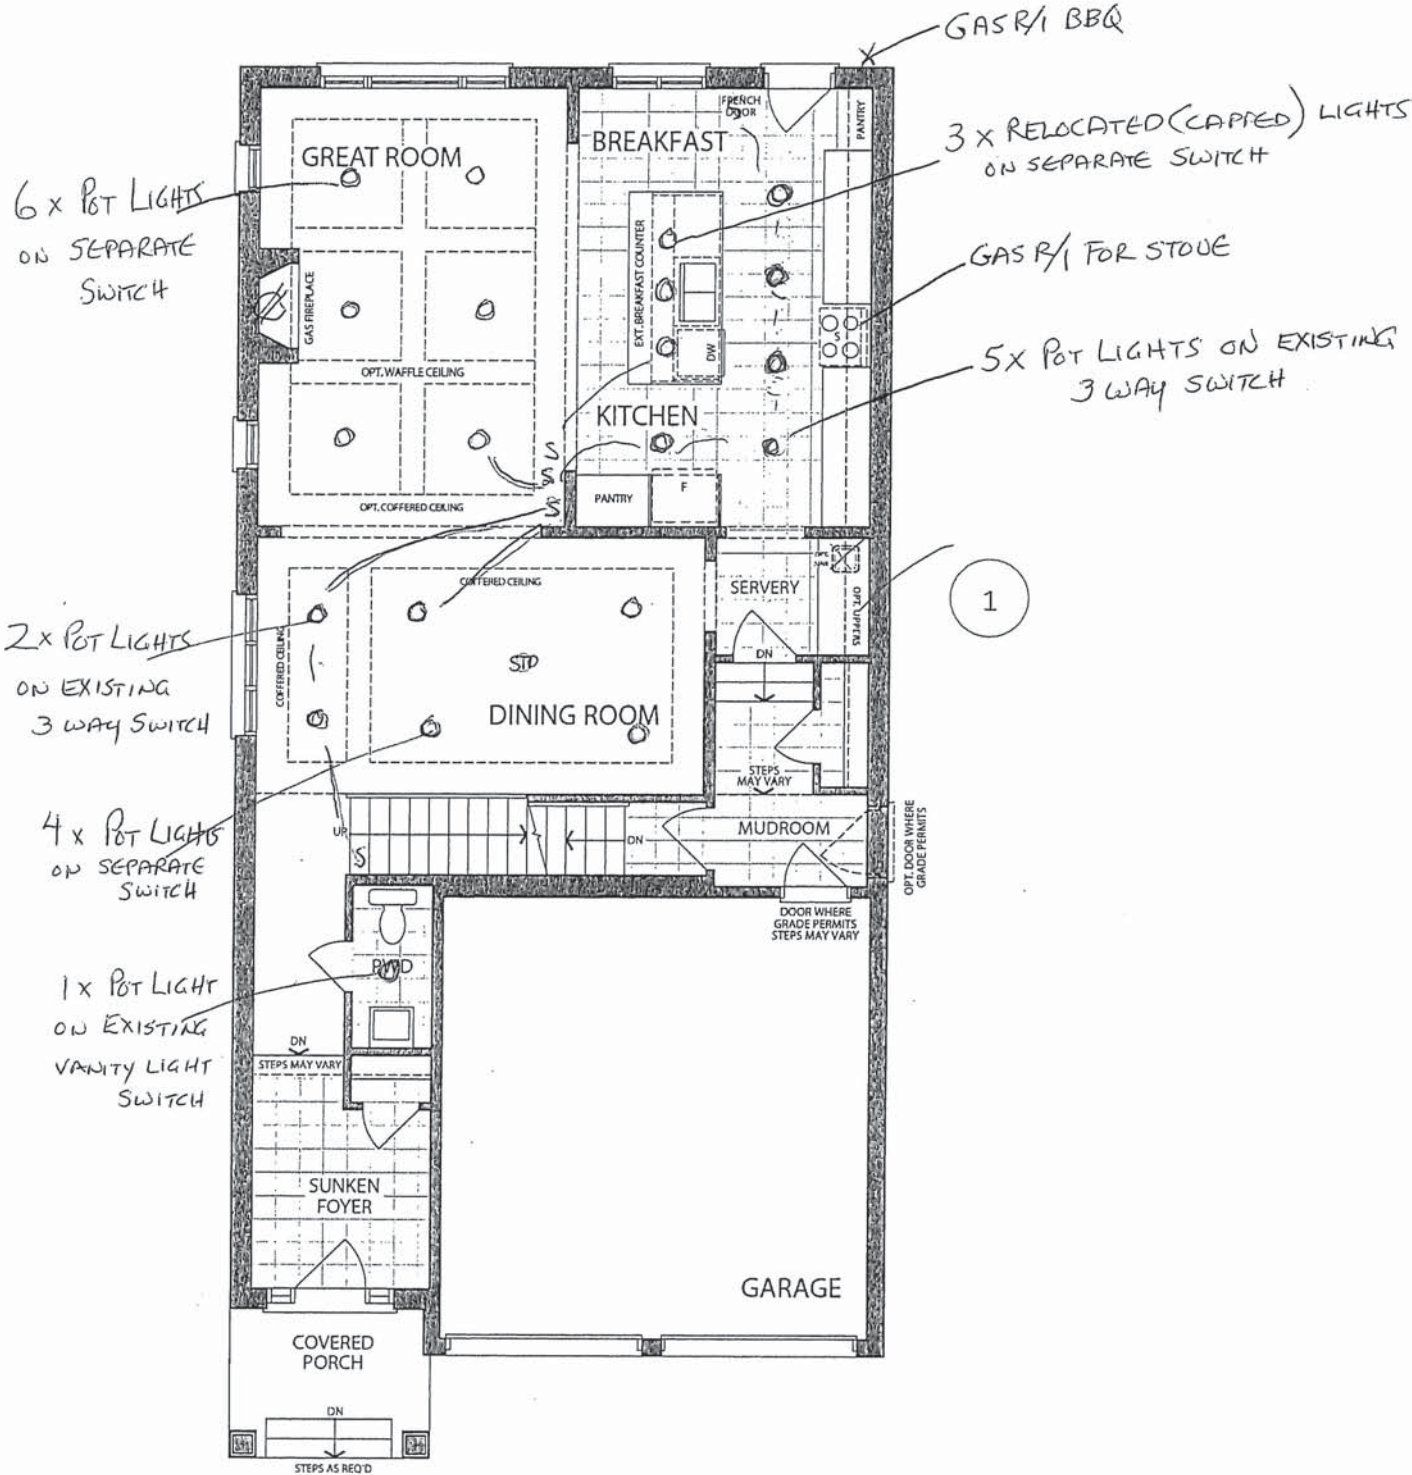 GAS R/I BBQ
FRENCH
DOOR
S
PANTRY
BREAKFAST
GREAT ROOM
3 x RELOCATED (CAPPED) LIGHTS
ON SEPARATE SWITCH
6 x POT LIGHTS
ON SEPARATE
SWITCH
GAS R/I FOR STOVE
EXT. BREAKFAST COUNTER
GAS FIREPLACE
S
DW
5 x POT LIGHTS ON EXISTING
3 WAY SWITCH
OPT. WAFFLE CEILING
KITCHEN
S
S
S
PANTRY
F
OPT. COFFERED CEILING
COFFERED CEILING
SERVERY
OPT. UPPERS
1
2 x POT LIGHTS
ON EXISTING
3 WAY SWITCH
COFFERED CEILING
STD
DN
DINING ROOM
STEPS
MAY VARY
4 x POT LIGHTS
ON SEPARATE
SWITCH
UP
S
DN
MUDROOM
OPT. DOOR WHERE
GRADE PERMITS
DOOR WHERE
GRADE PERMITS
STEPS MAY VARY
PWD
1 x POT LIGHT
ON EXISTING
VANITY LIGHT
SWITCH
DN
STEPS MAY VARY
SUNKEN
FOYER
GARAGE
COVERED
PORCH
DN
STEPS AS REQ'D